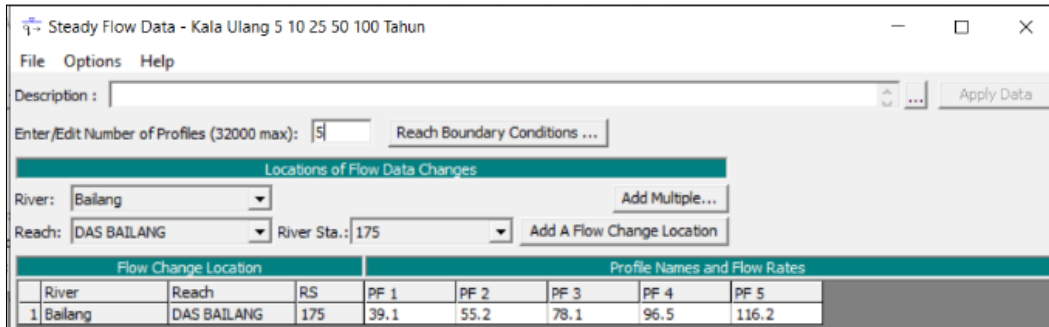 Steady Flow Data - Kala Ulang 5 10 25 50 100 Tahun
File Options Help
Description : ... Apply Data
Enter/Edit Number of Profiles (32000 max): 5 Reach Boundary Conditions ...
Locations of Flow Data Changes
River: Bailang Add Multiple...
Reach: DAS BAILANG River Sta.: 175 Add A Flow Change Location
Flow Change Location Profile Names and Flow Rates
River Reach RS PF 1 PF 2 PF 3 PF 4 PF 5
1 Bailang DAS BAILANG 175 39.1 55.2 78.1 96.5 116.2